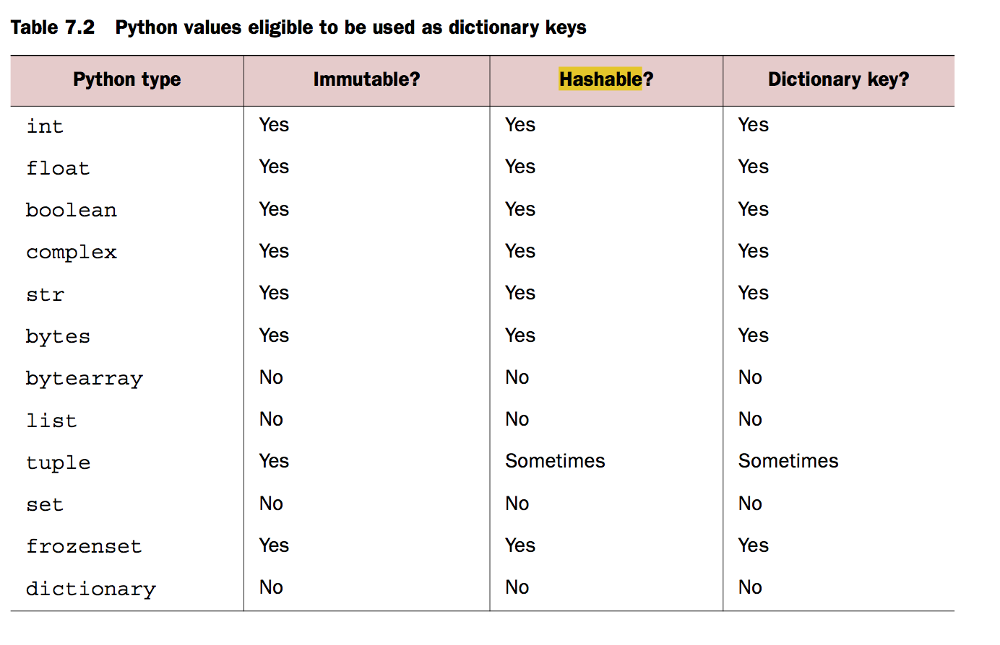 Table 7.2 Python values eligible to be used as dictionary keys
Python type Immutable? Hashable? Dictionary key?
int Yes Yes Yes
float Yes Yes Yes
boolean Yes Yes Yes
complex Yes Yes Yes
str Yes Yes Yes
bytes Yes Yes Yes
bytearray No No No
list No No No
tuple Yes Sometimes Sometimes
set No No No
frozenset Yes Yes Yes
dictionary No No No